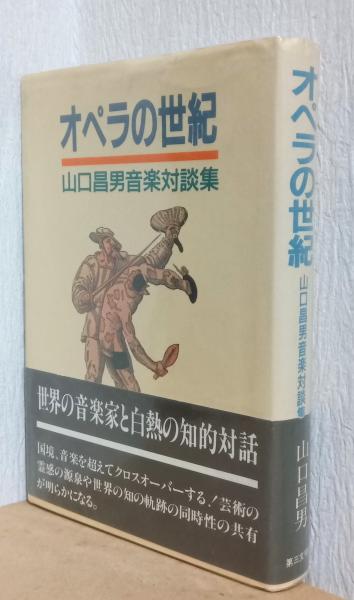 オペラの世紀
山口昌男音楽対談集
世界の音楽家と白熱の知的対話
国境、音楽を超えてクロスオーバーする!芸術の
霊感の源泉や世界の知の軌跡の同時性の共有
が明らかになる。
オペラの世紀
山口昌男音楽対談集
山口昌男
第三文